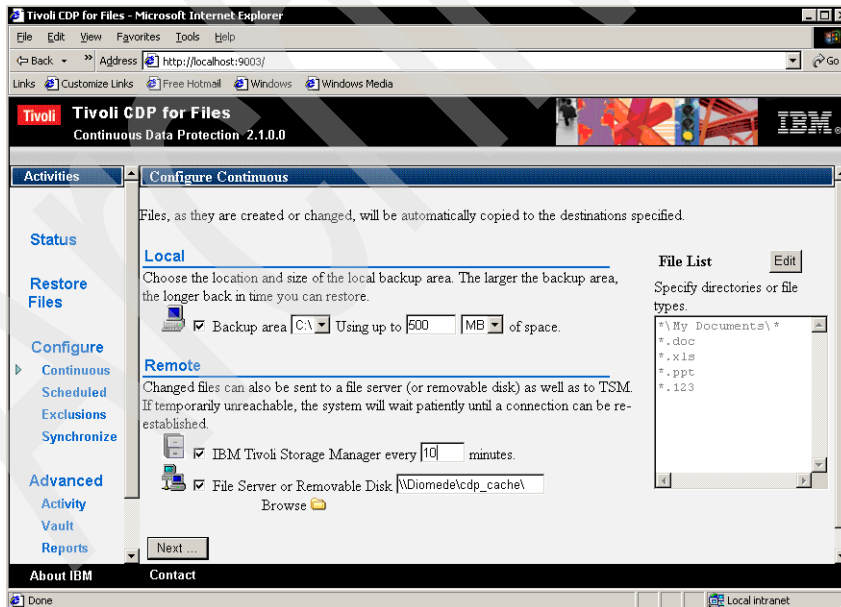 Tivoli CDP for Files - Microsoft Internet Explorer
File Edit View Favorites Tools Help
Back » Address http://localhost:9003/ Go
Links Customize Links Free Hotmail Windows Windows Media
Tivoli Tivoli CDP for Files
Continuous Data Protection 2.1.0.0
IBM
Activities
Configure Continuous
Files, as they are created or changed, will be automatically copied to the destinations specified.
Status
Restore Files
Configure
Continuous
Scheduled
Exclusions
Synchronize
Advanced
Activity
Vault
Reports
Local
Choose the location and size of the local backup area. The larger the backup area,
the longer back in time you can restore.
Backup area C:\ Using up to 500 MB of space.
Remote
Changed files can also be sent to a file server (or removable disk) as well as to TSM.
If temporarily unreachable, the system will wait patiently until a connection can be re-
established.
IBM Tivoli Storage Manager every 10 minutes.
File Server or Removable Disk \\Diomede\cdp_cache\
Browse
Next ...
File List Edit
Specify directories or file
types.
*\My Documents\*
*.doc
*.xls
*.ppt
*.123
About IBM Contact
Done Local intranet